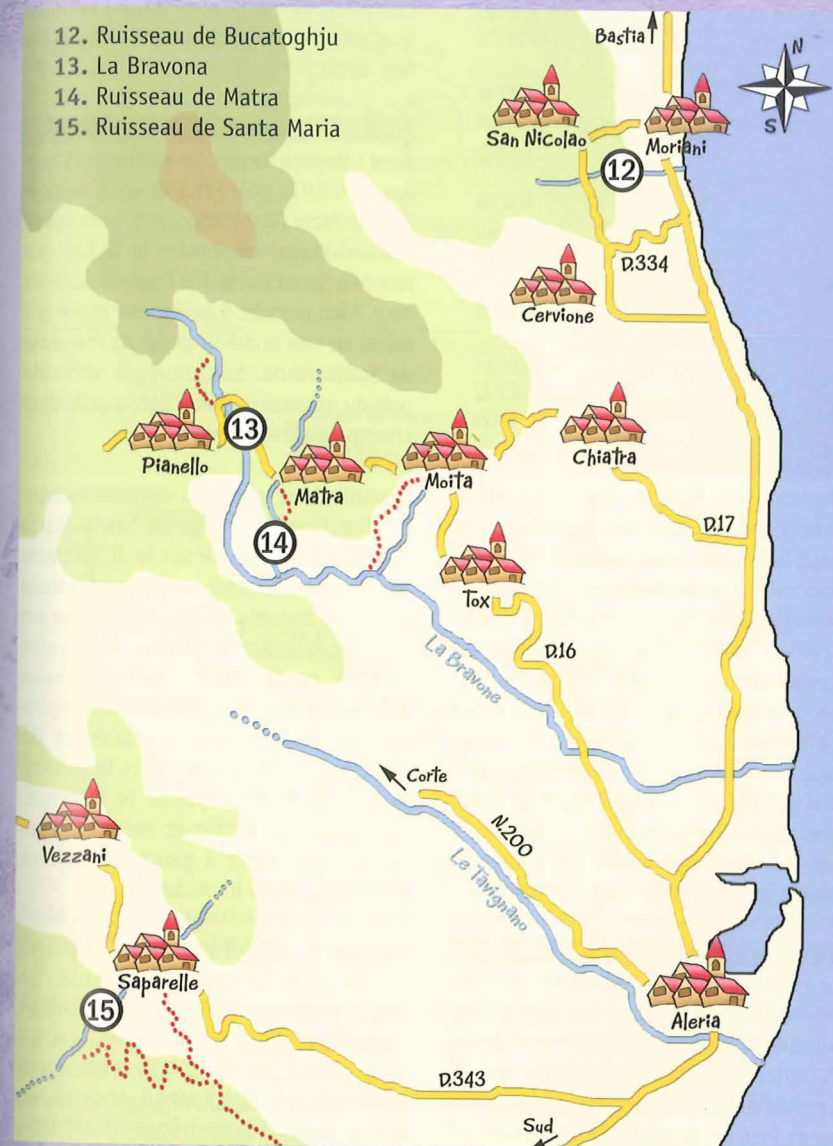 12. Ruisseau de Bucatoghju
13. La Bravona
14. Ruisseau de Matra
15. Ruisseau de Santa Maria
Bastia
N
S
San Nicolao
Moriani
12
D.334
Cervione
13
Pianello
Matra
Moita
Chiatra
D.17
14
Tox
D.16
La Bravone
Corte
N.200
Le Tavignano
Vezzani
Saparelle
15
Aleria
D.343
Sud